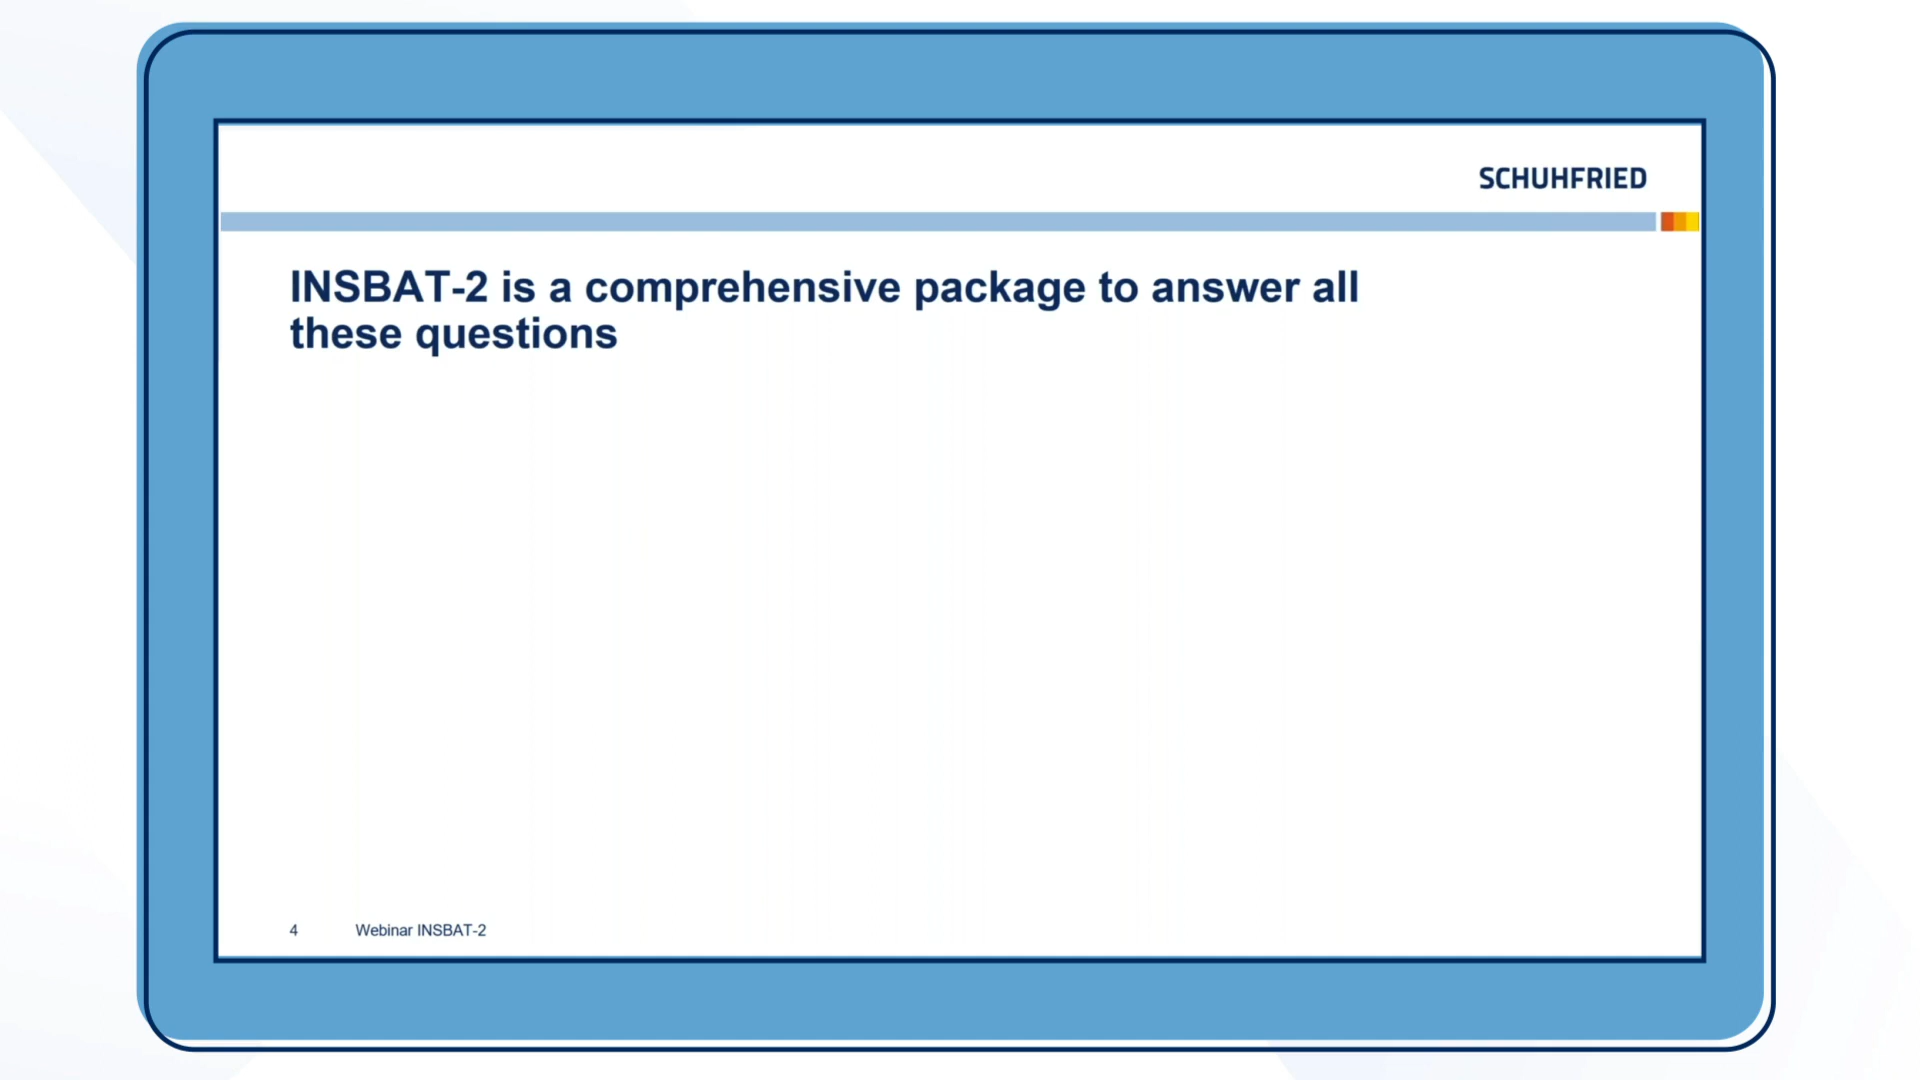 SCHUHFRIED
INSBAT-2 is a comprehensive package to answer all
these questions
4 Webinar INSBAT-2